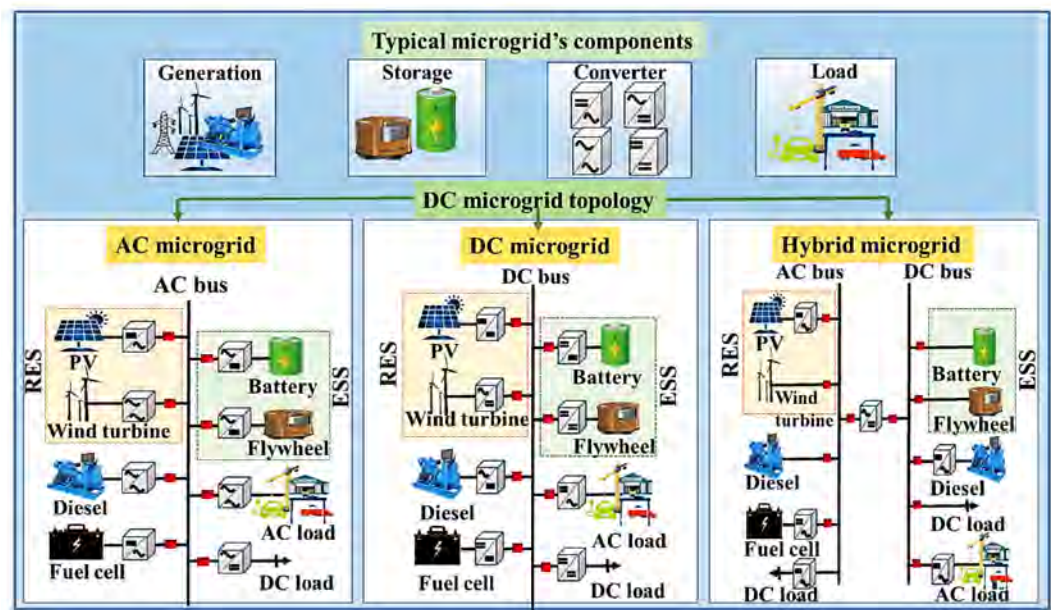 Typical microgrid's components
Generation
Storage
Converter
Load
DC microgrid topology
AC microgrid
AC bus
RES
PV
Wind turbine
Diesel
Fuel cell
Battery
Flywheel
ESS
AC load
DC load
DC microgrid
DC bus
RES
PV
Wind turbine
Diesel
Fuel cell
Battery
Flywheel
ESS
AC load
DC load
Hybrid microgrid
AC bus
DC bus
RES
PV
Wind
turbine
Diesel
Fuel cell
DC load
Battery
Flywheel
ESS
Diesel
DC load
AC load